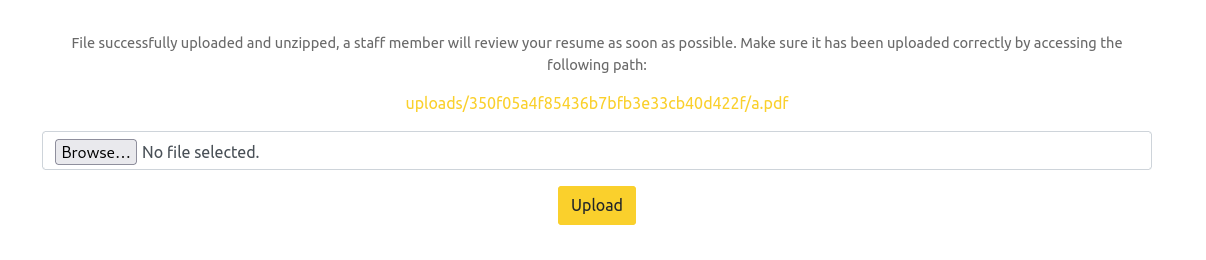 File successfully uploaded and unzipped, a staff member will review your resume as soon as possible. Make sure it has been uploaded correctly by accessing the
following path:
uploads/350f05a4f85436b7bfb3e33cb40d422f/a.pdf
Browse... No file selected.
Upload